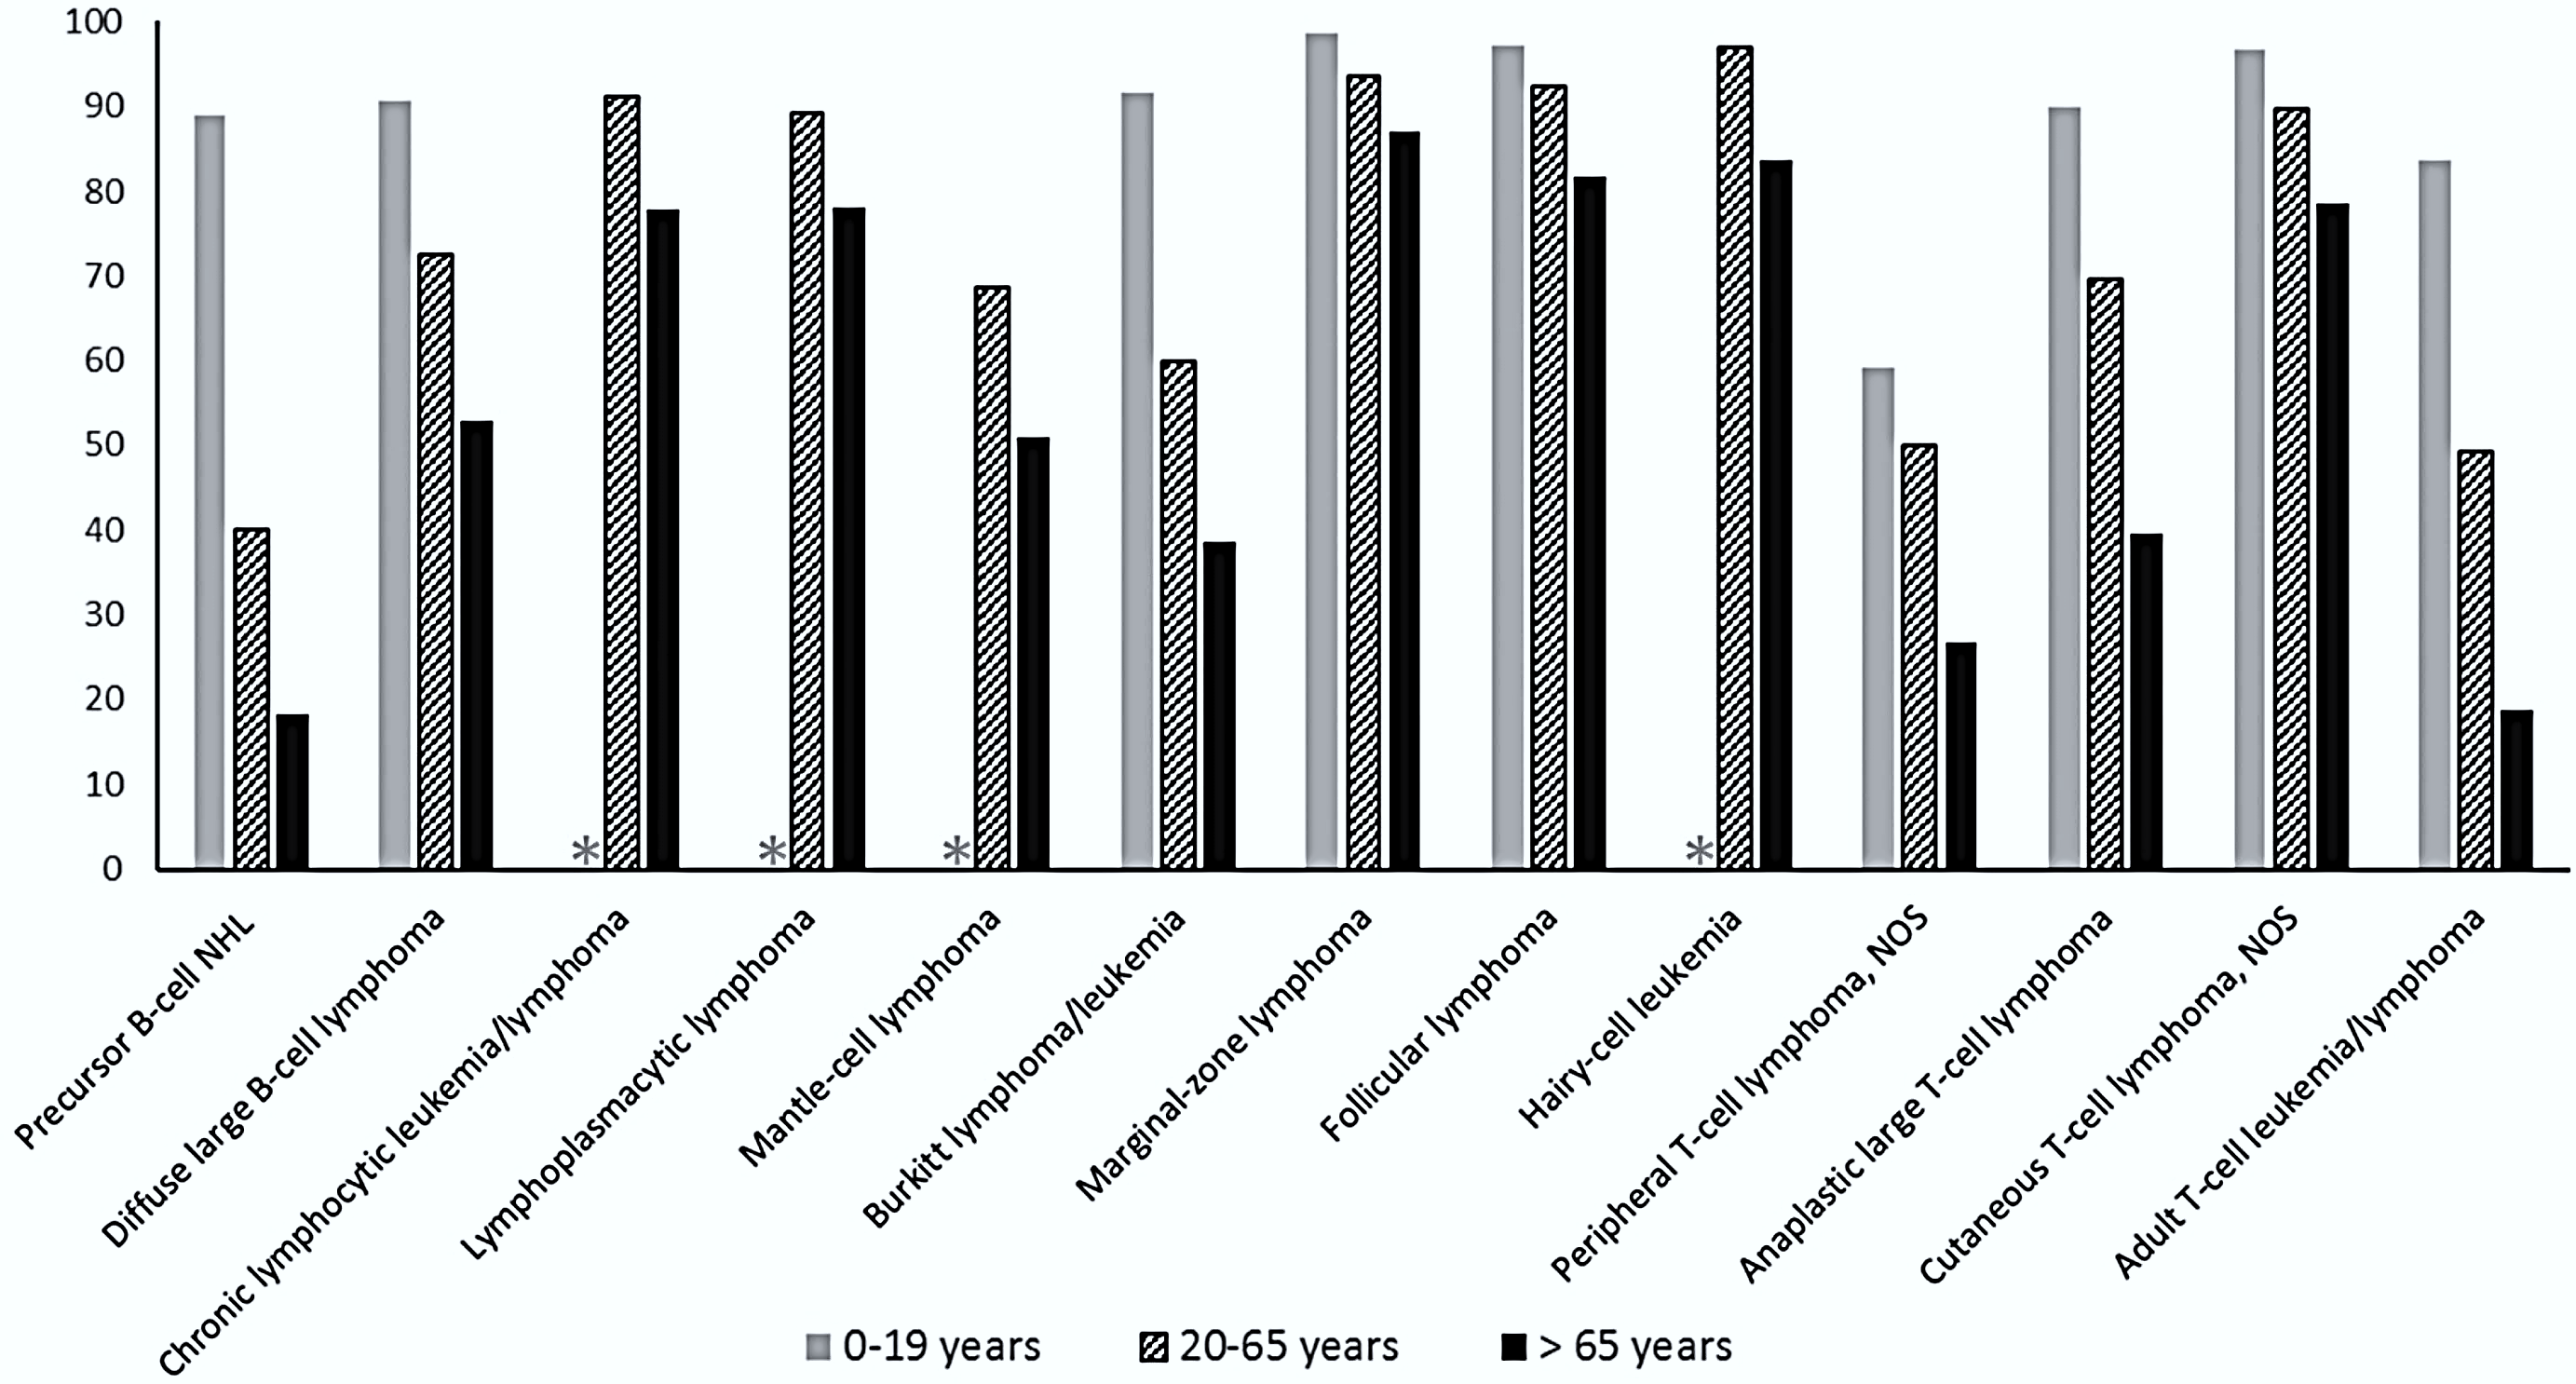 100
90
80
70
60
50
40
30
20
10
0
* * * *
Precursor B-cell NHL
Diffuse large B-cell lymphoma
Chronic lymphocytic leukemia/lymphoma
Lymphoplasmacytic lymphoma
Mantle-cell lymphoma
Burkitt lymphoma/leukemia
Marginal-zone lymphoma
Follicular lymphoma
Hairy-cell leukemia
Peripheral T-cell lymphoma, NOS
Anaplastic large T-cell lymphoma
Cutaneous T-cell lymphoma, NOS
Adult T-cell leukemia/lymphoma
0-19 years 20-65 years > 65 years